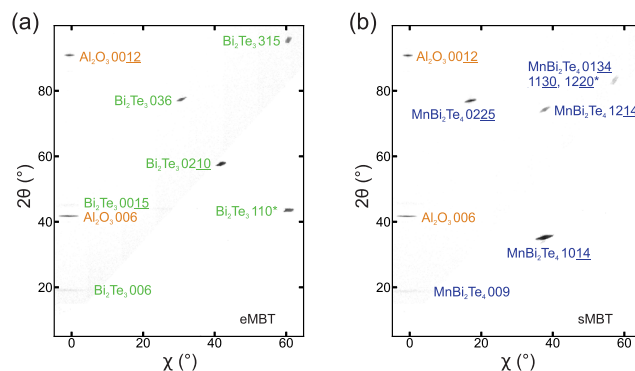 (a)
Bi₂Te₃ 315
Al₂O₃ 0012
Bi₂Te₃ 036
Bi₂Te₃ 0210
Bi₂Te₃ 0015
Al₂O₃ 006
Bi₂Te₃ 110*
Bi₂Te₃ 006
eMBT
80
60
40
20
2θ (°)
0
20
40
60
χ (°)
(b)
Al₂O₃ 0012
MnBi₂Te₄ 0134
1130, 1220*
MnBi₂Te₄ 0225
MnBi₂Te₄ 1214
Al₂O₃ 006
MnBi₂Te₄ 1014
MnBi₂Te₄ 009
sMBT
80
60
40
20
2θ (°)
0
20
40
60
χ (°)